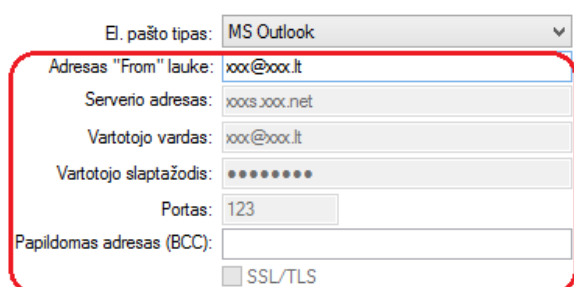 El. pašto tipas: MS Outlook
Adresas "From" lauke: xxx@xxx.lt
Serverio adresas: xxxs.xxx.net
Vartotojo vardas: xxx@xxx.lt
Vartotojo slaptažodis: ●●●●●●●●
Portas: 123
Papildomas adresas (BCC):
SSL/TLS